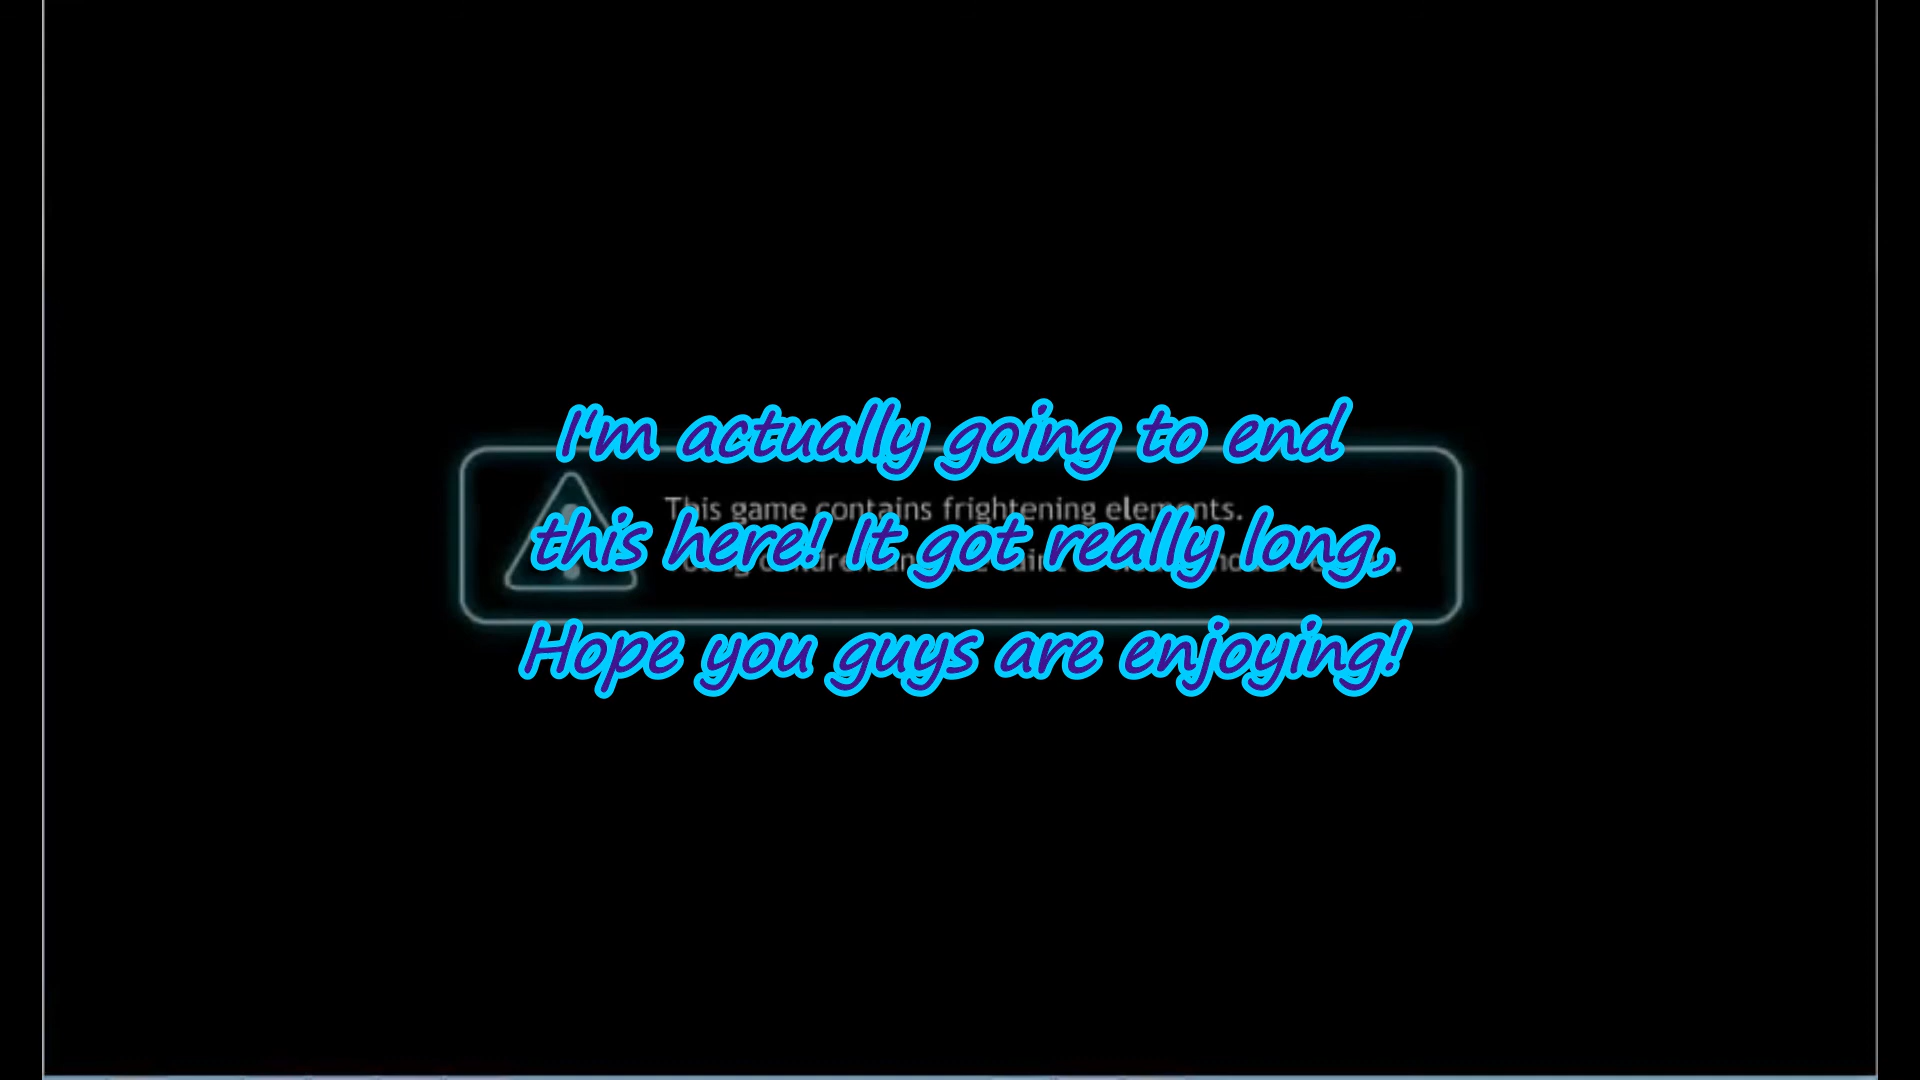 I'm actually going to end
This game contains frightening elements.
this here! It got really long,
Hope you guys are enjoying!